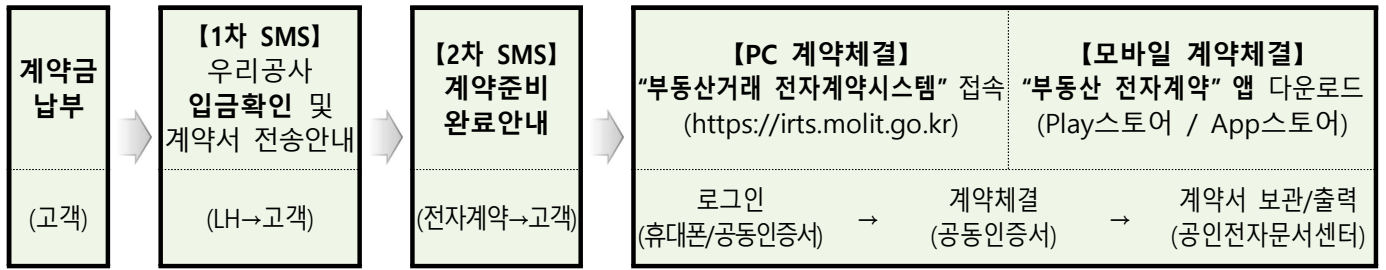 계약금
납부
(고객)
【1차 SMS】
우리공사
입금확인 및
계약서 전송안내
(LH→고객)
【2차 SMS】
계약준비
완료안내
(전자계약→고객)
【PC 계약체결】
“부동산거래 전자계약시스템” 접속
(https://irts.molit.go.kr)
【모바일 계약체결】
“부동산 전자계약” 앱 다운로드
(Play스토어 / App스토어)
로그인
(휴대폰/공동인증서)
→
계약체결
(공동인증서)
→
계약서 보관/출력
(공인전자문서센터)